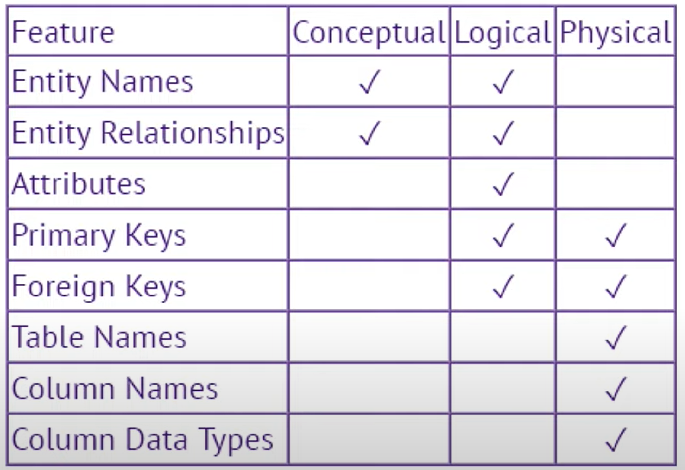 Feature Conceptual Logical Physical
Entity Names ✓ ✓
Entity Relationships ✓ ✓
Attributes ✓
Primary Keys ✓ ✓
Foreign Keys ✓ ✓
Table Names ✓
Column Names ✓
Column Data Types ✓